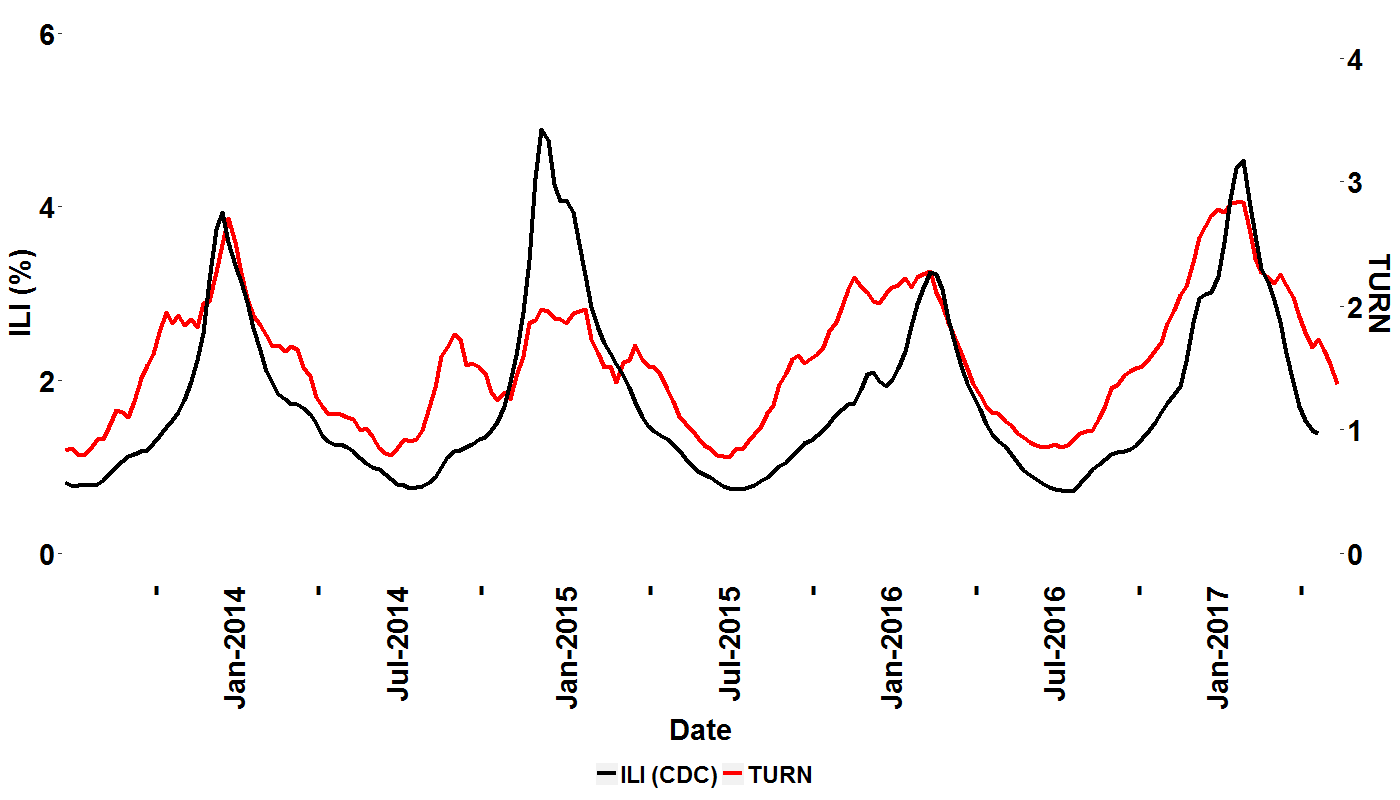 6
4
2
0
ILI (%)
4
3
2
1
0
TURN
Jan-2014
Jul-2014
Jan-2015
Jul-2015
Jan-2016
Jul-2016
Jan-2017
Date
ILI (CDC) TURN